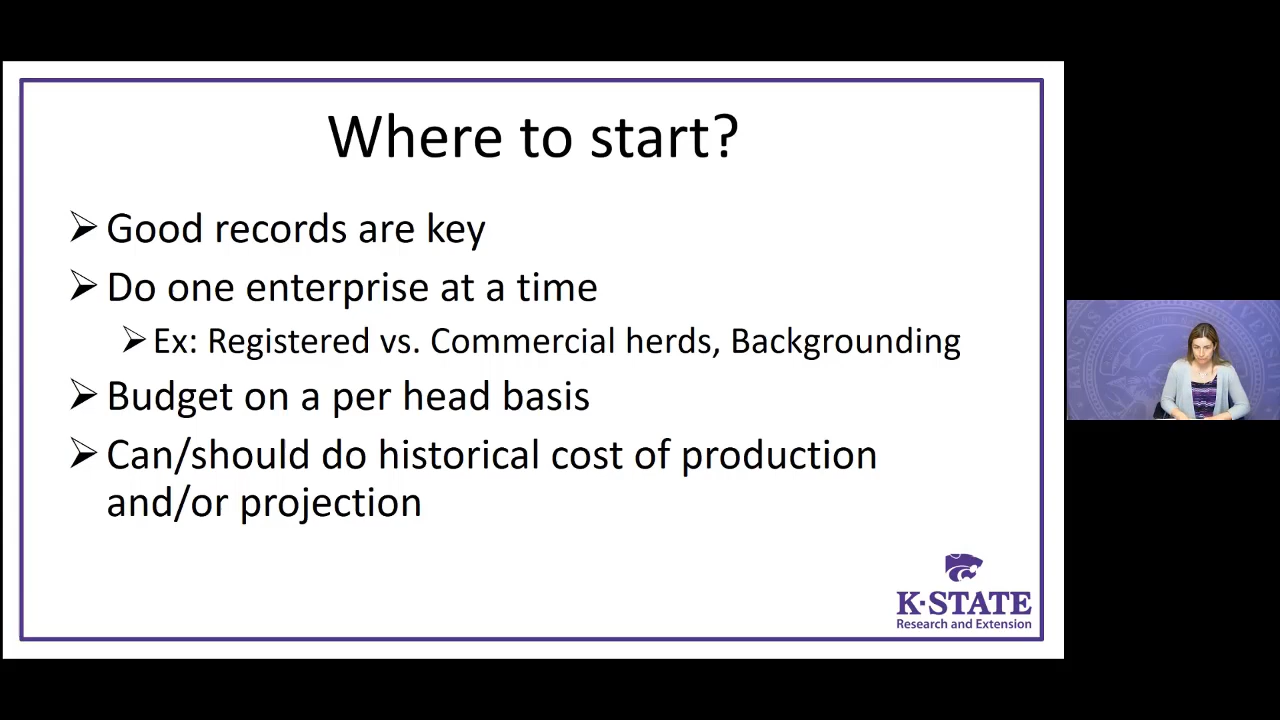 Where to start?
➢ Good records are key
➢ Do one enterprise at a time
➢ Ex: Registered vs. Commercial herds, Backgrounding
➢ Budget on a per head basis
➢ Can/should do historical cost of production
and/or projection
K-STATE
Research and Extension